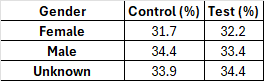 Gender Control (%) Test (%)
Female 31.7 32.2
Male 34.4 33.4
Unknown 33.9 34.4